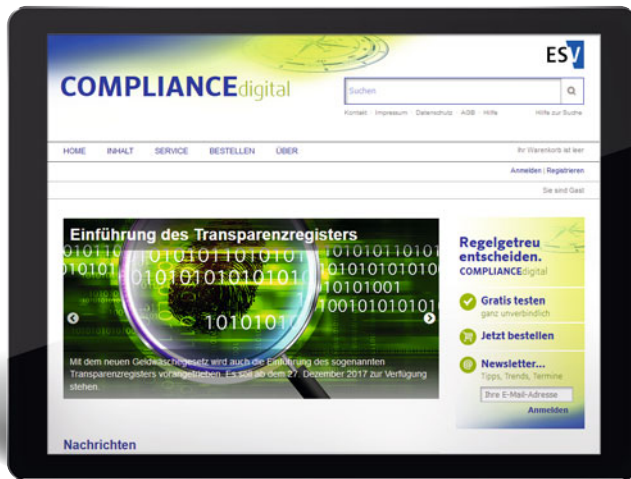 ESV
COMPLIANCEdigital
Suchen
Kontakt · Impressum · Datenschutz · AGB · Hilfe
Hilfe zur Suche
HOME INHALT SERVICE BESTELLEN ÜBER
Ihr Warenkorb ist leer
Anmelden | Registrieren
Sie sind Gast
Einführung des Transparenzregisters
Mit dem neuen Geldwäschegesetz wird auch die Einführung des sogenannten
Transparenzregisters vorangetrieben. Es soll ab dem 27. Dezember 2017 zur Verfügung
stehen.
Regelgetreu
entscheiden.
COMPLIANCEdigital
Gratis testen
ganz unverbindlich
Jetzt bestellen
@
Newsletter...
Tipps, Trends, Termine
Ihre E-Mail-Adresse
Anmelden
Nachrichten